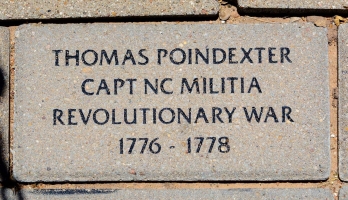 THOMAS POINDEXTER
CAPT NC MILITIA
REVOLUTIONARY WAR
1776 - 1778